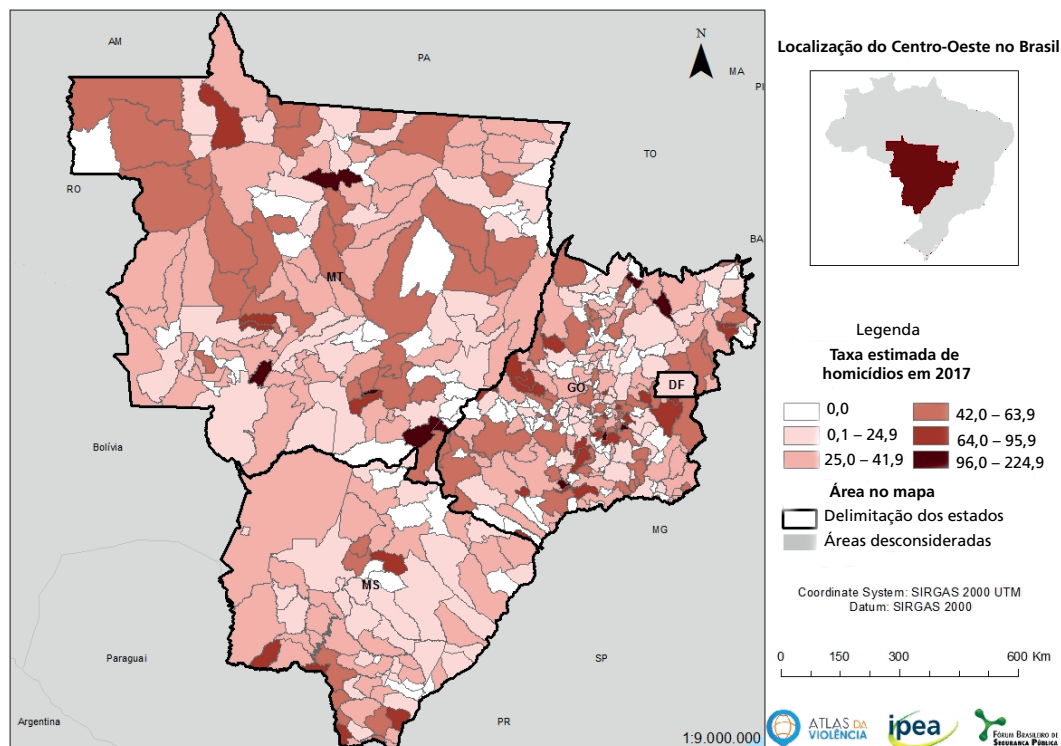 AM
PA
N
MA
PI
TO
RO
BA
MT
GO
DF
Bolívia
MG
MS
Paraguai
SP
Argentina
PR
1:9.000.000
Localização do Centro-Oeste no Brasil
Legenda
Taxa estimada de
homicídios em 2017
0,0
0,1 – 24,9
25,0 – 41,9
42,0 – 63,9
64,0 – 95,9
96,0 – 224,9
Área no mapa
Delimitação dos estados
Áreas desconsideradas
Coordinate System: SIRGAS 2000 UTM
Datum: SIRGAS 2000
0 150 300 600 Km
ATLAS DA
VIOLÊNCIA
ipea
FÓRUM BRASILEIRO DE
SEGURANÇA PÚBLICA